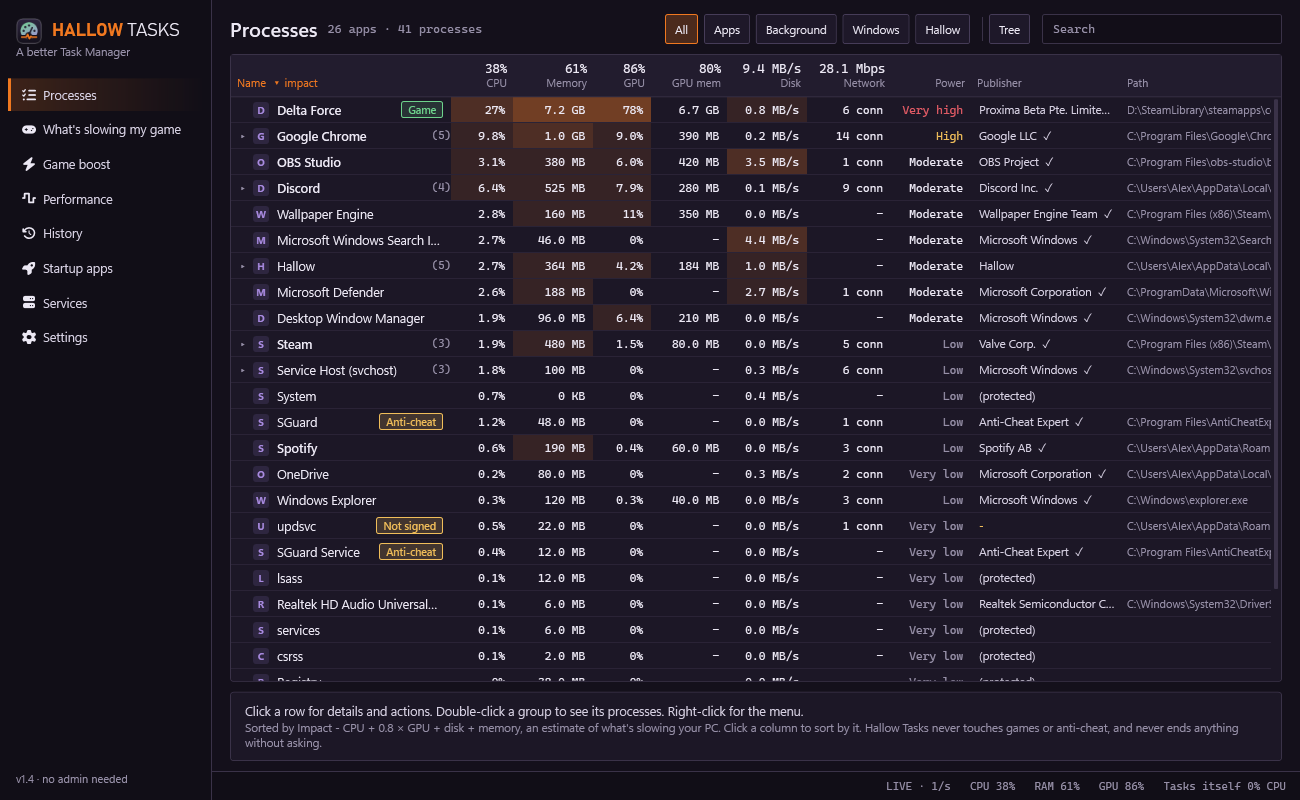 HALLOW TASKS
A better Task Manager
Processes
What's slowing my game
Game boost
Performance
History
Startup apps
Services
Settings
v1.4 · no admin needed
Processes 26 apps · 41 processes
All Apps Background Windows Hallow Tree Search
38% 61% 86% 80% 9.4 MB/s 28.1 Mbps
Name ▾ impact CPU Memory GPU GPU mem Disk Network Power Publisher Path
D Delta Force Game 27% 7.2 GB 78% 6.7 GB 0.8 MB/s 6 conn Very high Proxima Beta Pte. Limite... D:\SteamLibrary\steamapps\c
▸ G Google Chrome (5) 9.8% 1.0 GB 9.0% 390 MB 0.2 MB/s 14 conn High Google LLC ✓ C:\Program Files\Google\Chrc
O OBS Studio 3.1% 380 MB 6.0% 420 MB 3.5 MB/s 1 conn Moderate OBS Project ✓ C:\Program Files\obs-studio\b
▸ D Discord (4) 6.4% 525 MB 7.9% 280 MB 0.1 MB/s 9 conn Moderate Discord Inc. ✓ C:\Users\Alex\AppData\Local\
W Wallpaper Engine 2.8% 160 MB 11% 350 MB 0.0 MB/s – Moderate Wallpaper Engine Team ✓ C:\Program Files (x86)\Steam\
M Microsoft Windows Search I... 2.7% 46.0 MB 0% – 4.4 MB/s – Moderate Microsoft Windows ✓ C:\Windows\System32\Search
▸ H Hallow (5) 2.7% 364 MB 4.2% 184 MB 1.0 MB/s – Moderate Hallow C:\Users\Alex\AppData\Local\
M Microsoft Defender 2.6% 188 MB 0% – 2.7 MB/s 1 conn Moderate Microsoft Corporation ✓ C:\ProgramData\Microsoft\Wi
D Desktop Window Manager 1.9% 96.0 MB 6.4% 210 MB 0.0 MB/s – Moderate Microsoft Windows ✓ C:\Windows\System32\dwm.e
▸ S Steam (3) 1.9% 480 MB 1.5% 80.0 MB 0.0 MB/s 5 conn Low Valve Corp. ✓ C:\Program Files (x86)\Steam\
▸ S Service Host (svchost) (3) 1.8% 100 MB 0% – 0.3 MB/s 6 conn Low Microsoft Windows ✓ C:\Windows\System32\svchos
S System 0.7% 0 KB 0% – 0.4 MB/s – Low (protected)
S SGuard Anti-cheat 1.2% 48.0 MB 0% – 0.0 MB/s 1 conn Low Anti-Cheat Expert ✓ C:\Program Files\AntiCheatExp
S Spotify 0.6% 190 MB 0.4% 60.0 MB 0.0 MB/s 3 conn Low Spotify AB ✓ C:\Users\Alex\AppData\Roam
O OneDrive 0.2% 80.0 MB 0% – 0.3 MB/s 2 conn Very low Microsoft Corporation ✓ C:\Users\Alex\AppData\Local\
W Windows Explorer 0.3% 120 MB 0.3% 40.0 MB 0.0 MB/s 3 conn Low Microsoft Windows ✓ C:\Windows\explorer.exe
U updsvc Not signed 0.5% 22.0 MB 0% – 0.0 MB/s 1 conn Very low - C:\Users\Alex\AppData\Roam
S SGuard Service Anti-cheat 0.4% 12.0 MB 0% – 0.0 MB/s – Very low Anti-Cheat Expert ✓ C:\Program Files\AntiCheatExp
L lsass 0.1% 12.0 MB 0% – 0.0 MB/s – Very low (protected)
R Realtek HD Audio Universal... 0.1% 6.0 MB 0% – 0.0 MB/s – Very low Realtek Semiconductor C... C:\Windows\System32\DriverS
S services 0.1% 6.0 MB 0% – 0.0 MB/s – Very low (protected)
C csrss 0.1% 2.0 MB 0% – 0.0 MB/s – Very low (protected)
Click a row for details and actions. Double-click a group to see its processes. Right-click for the menu.
Sorted by Impact - CPU + 0.8 × GPU + disk + memory, an estimate of what's slowing your PC. Click a column to sort by it. Hallow Tasks never touches games or anti-cheat, and never ends anything
without asking.
LIVE · 1/s CPU 38% RAM 61% GPU 86% Tasks itself 0% CPU